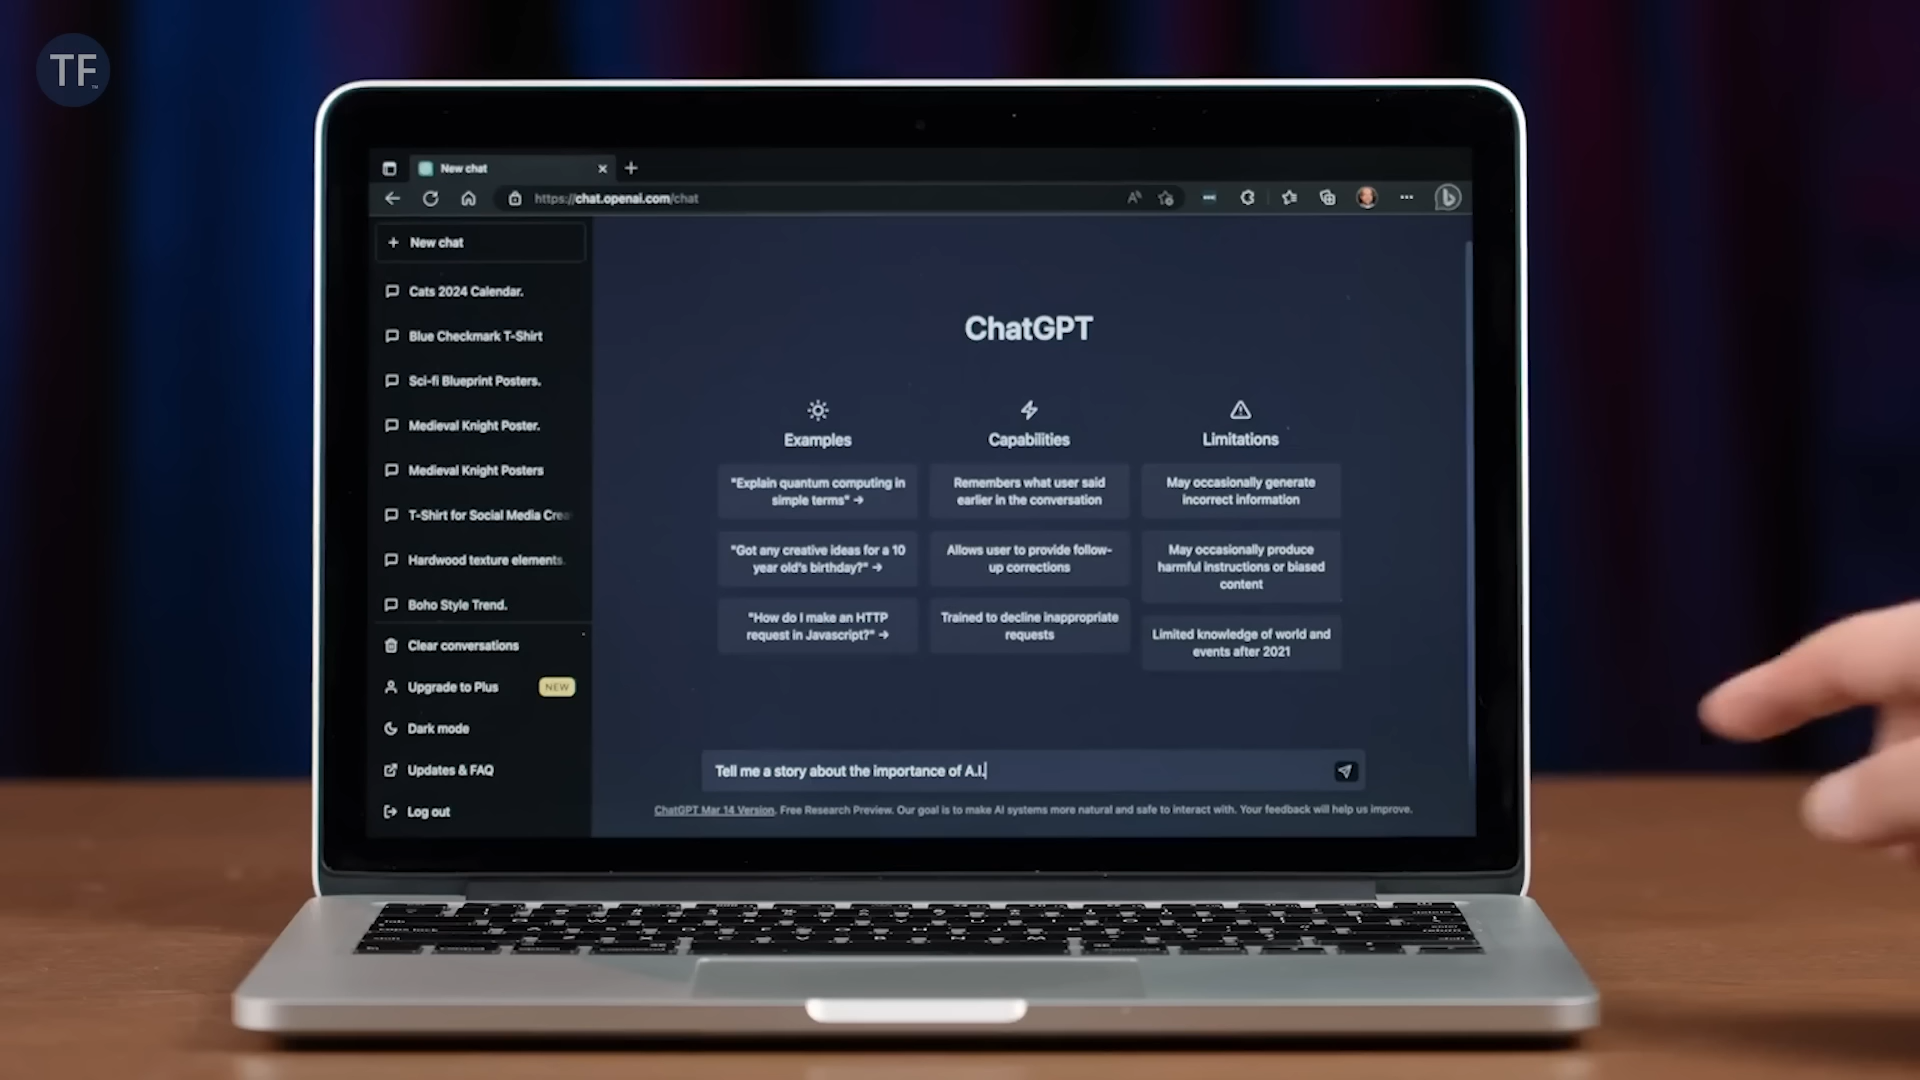 TF
New chat
https://chat.openai.com/chat
New chat
Cats 2024 Calendar.
Blue Checkmark T-Shirt
Sci-fi Blueprint Posters.
Medieval Knight Poster.
Medieval Knight Posters
T-Shirt for Social Media Crea
Hardwood texture elements.
Boho Style Trend.
Clear conversations
Upgrade to Plus NEW
Dark mode
Updates & FAQ
Log out
ChatGPT
Examples
"Explain quantum computing in
simple terms" →
"Got any creative ideas for a 10
year old's birthday?" →
"How do I make an HTTP
request in Javascript?" →
Capabilities
Remembers what user said
earlier in the conversation
Allows user to provide follow-
up corrections
Trained to decline inappropriate
requests
Limitations
May occasionally generate
incorrect information
May occasionally produce
harmful instructions or biased
content
Limited knowledge of world and
events after 2021
Tell me a story about the importance of A.I.
ChatGPT Mar 14 Version. Free Research Preview. Our goal is to make AI systems more natural and safe to interact with. Your feedback will help us improve.